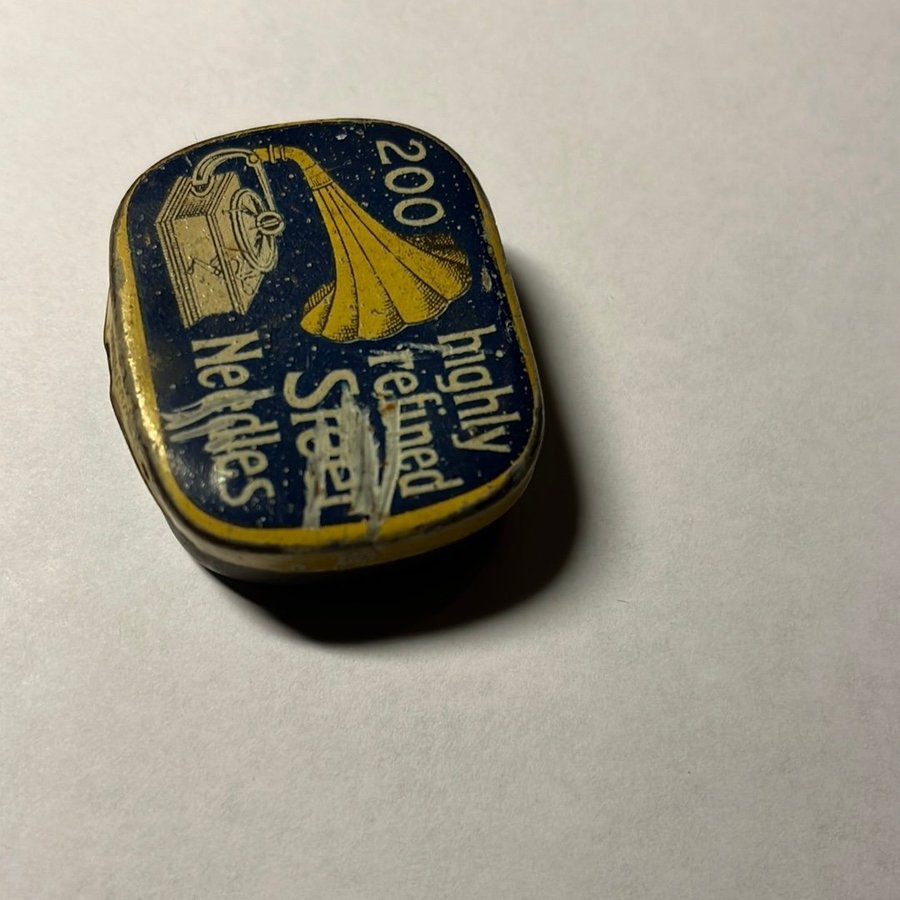 200
highly
refined
Steel
Needles